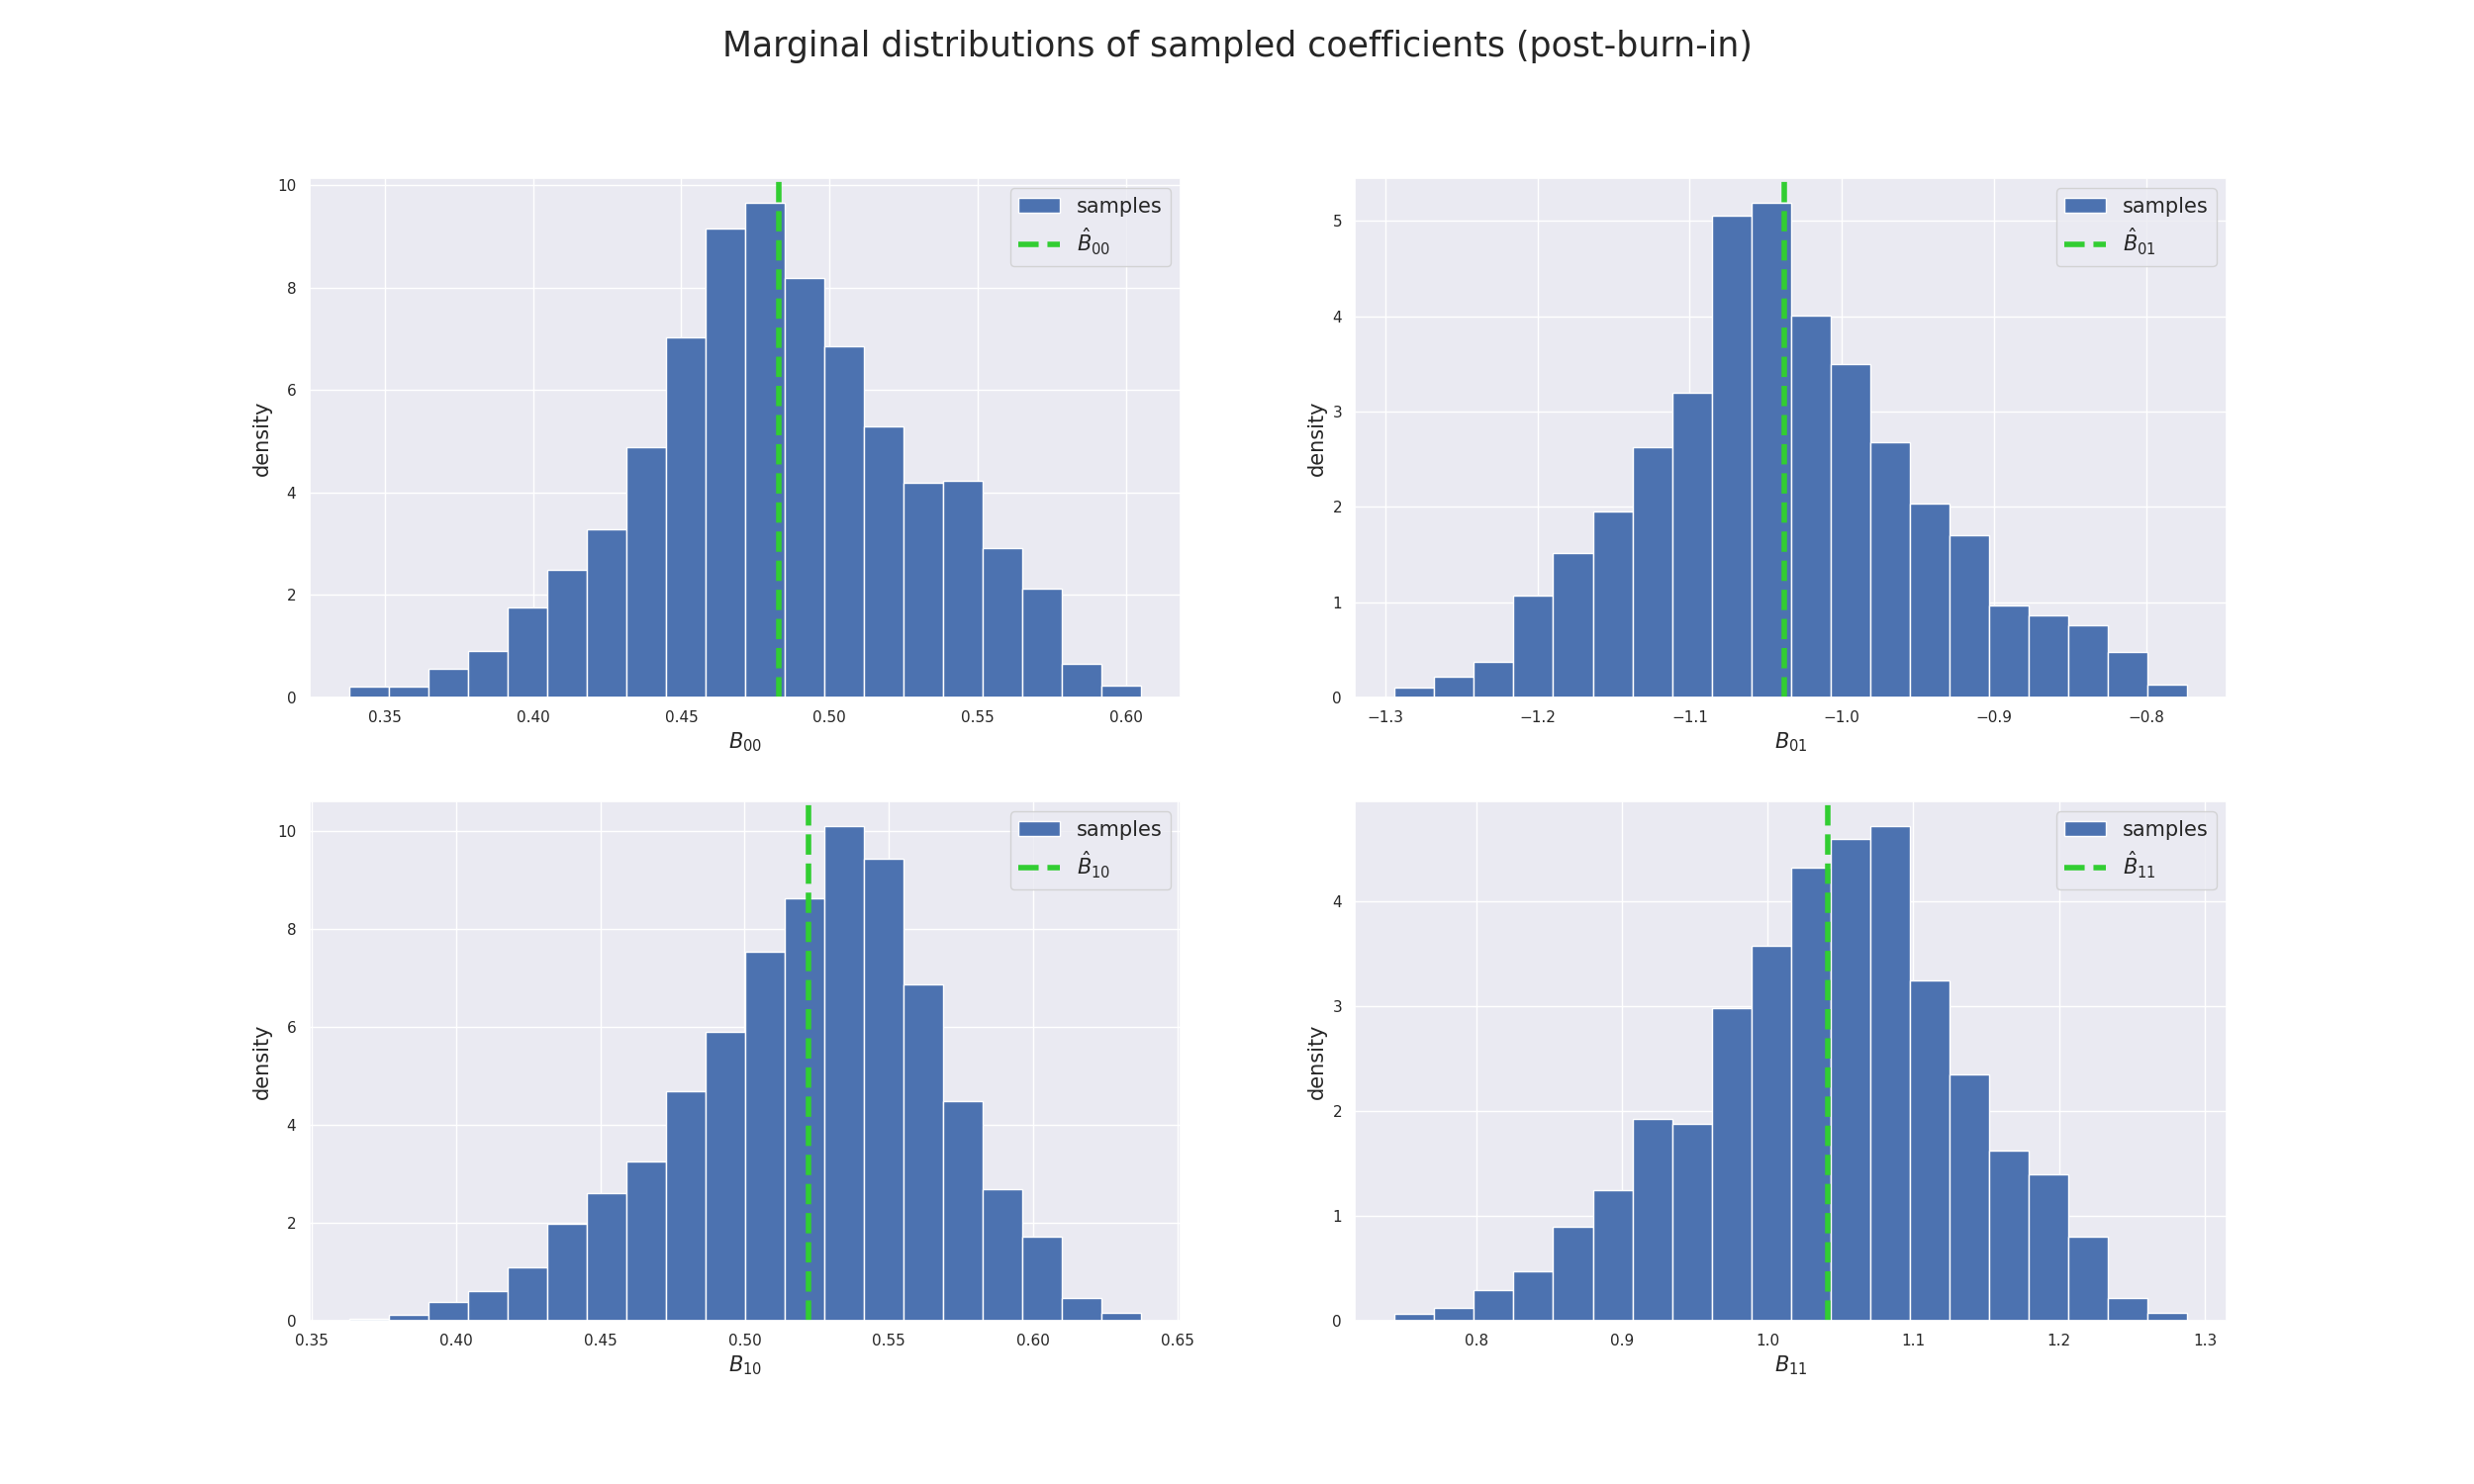 Marginal distributions of sampled coefficients (post-burn-in)
10
8
6
4
2
0
density
0.35 0.40 0.45 0.50 0.55 0.60
B₀₀
samples
B̂₀₀
5
4
3
2
1
0
density
−1.3 −1.2 −1.1 −1.0 −0.9 −0.8
B₀₁
samples
B̂₀₁
10
8
6
4
2
0
density
0.35 0.40 0.45 0.50 0.55 0.60 0.65
B₁₀
samples
B̂₁₀
4
3
2
1
0
density
0.8 0.9 1.0 1.1 1.2 1.3
B₁₁
samples
B̂₁₁